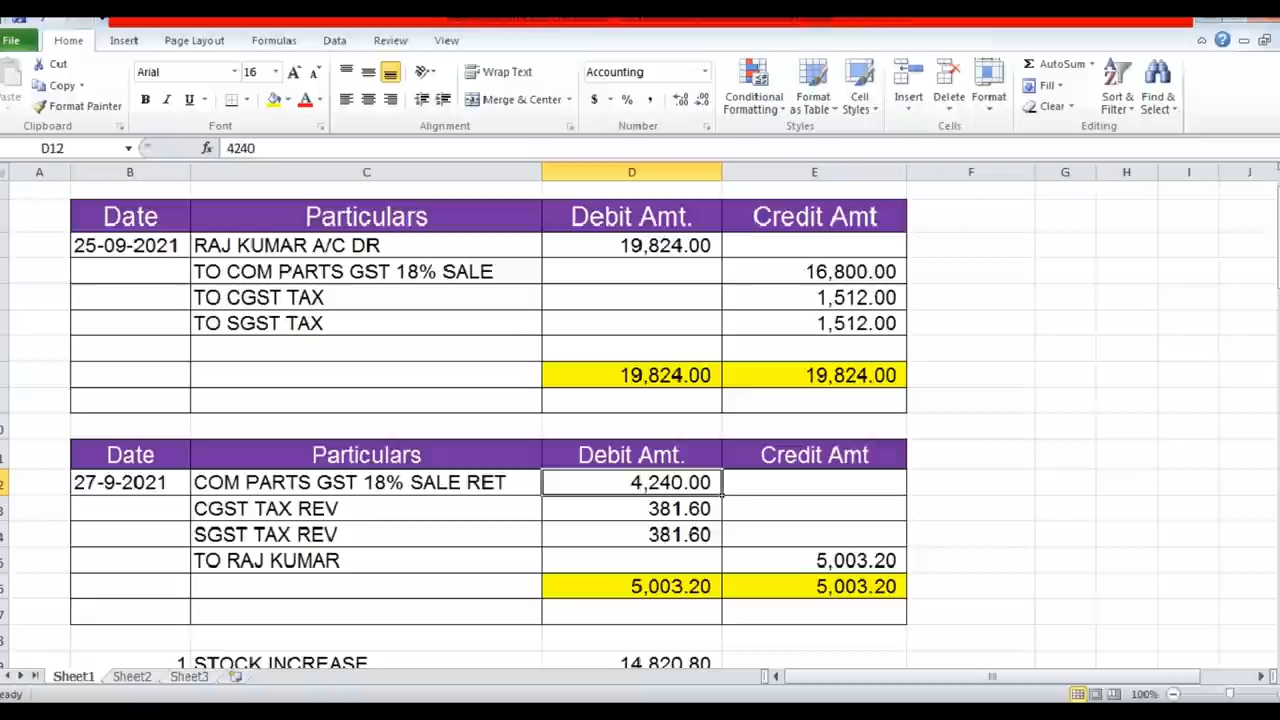 File Home Insert Page Layout Formulas Data Review View
Cut
Copy
Format Painter
Clipboard
Arial 16
B I U
Font
Wrap Text
Merge & Center
Alignment
Accounting
$ % ,
Number
Conditional Formatting
Format as Table
Cell Styles
Styles
Insert
Delete
Format
Cells
AutoSum
Fill
Clear
Sort & Filter
Find & Select
Editing
D12 fx 4240
A B C D E F G H I J
Date Particulars Debit Amt. Credit Amt
25-09-2021 RAJ KUMAR A/C DR 19,824.00
TO COM PARTS GST 18% SALE 16,800.00
TO CGST TAX 1,512.00
TO SGST TAX 1,512.00
19,824.00 19,824.00
Date Particulars Debit Amt. Credit Amt
27-9-2021 COM PARTS GST 18% SALE RET 4,240.00
CGST TAX REV 381.60
SGST TAX REV 381.60
TO RAJ KUMAR 5,003.20
5,003.20 5,003.20
1 STOCK INCREASE 14,820.80
Sheet1 Sheet2 Sheet3
100%